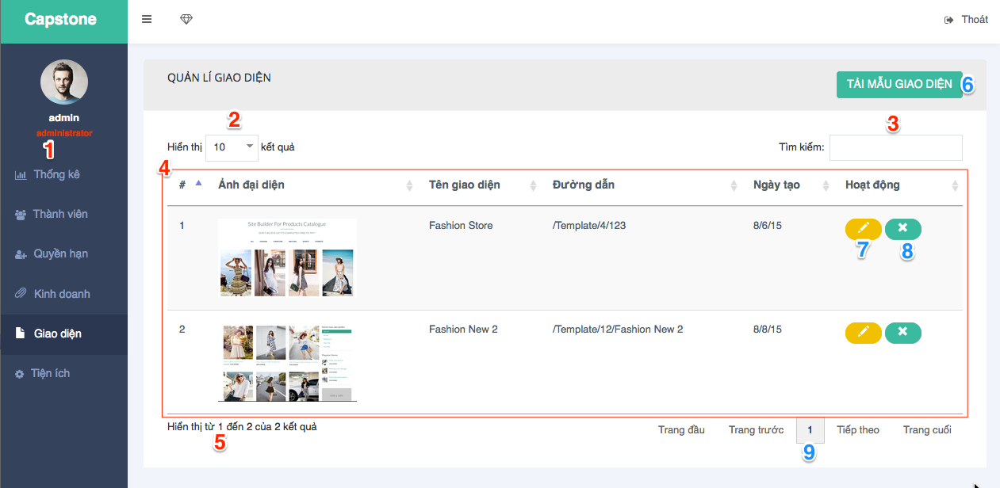 Capstone
Thoát
admin
administrator
1
Thống kê
Thành viên
Quyền hạn
Kinh doanh
Giao diện
Tiện ích
QUẢN LÍ GIAO DIỆN
TẢI MẪU GIAO DIỆN 6
2
3
Hiển thị 10 kết quả
Tìm kiếm:
4
# Ảnh đại diện Tên giao diện Đường dẫn Ngày tạo Hoạt động
1 Fashion Store /Template/4/123 8/6/15
Site Builder For Products Catalogue
7 8
2 Fashion New 2 /Template/12/Fashion New 2 8/8/15
Hiển thị từ 1 đến 2 của 2 kết quả
5
Trang đầu Trang trước 1 Tiếp theo Trang cuối
9